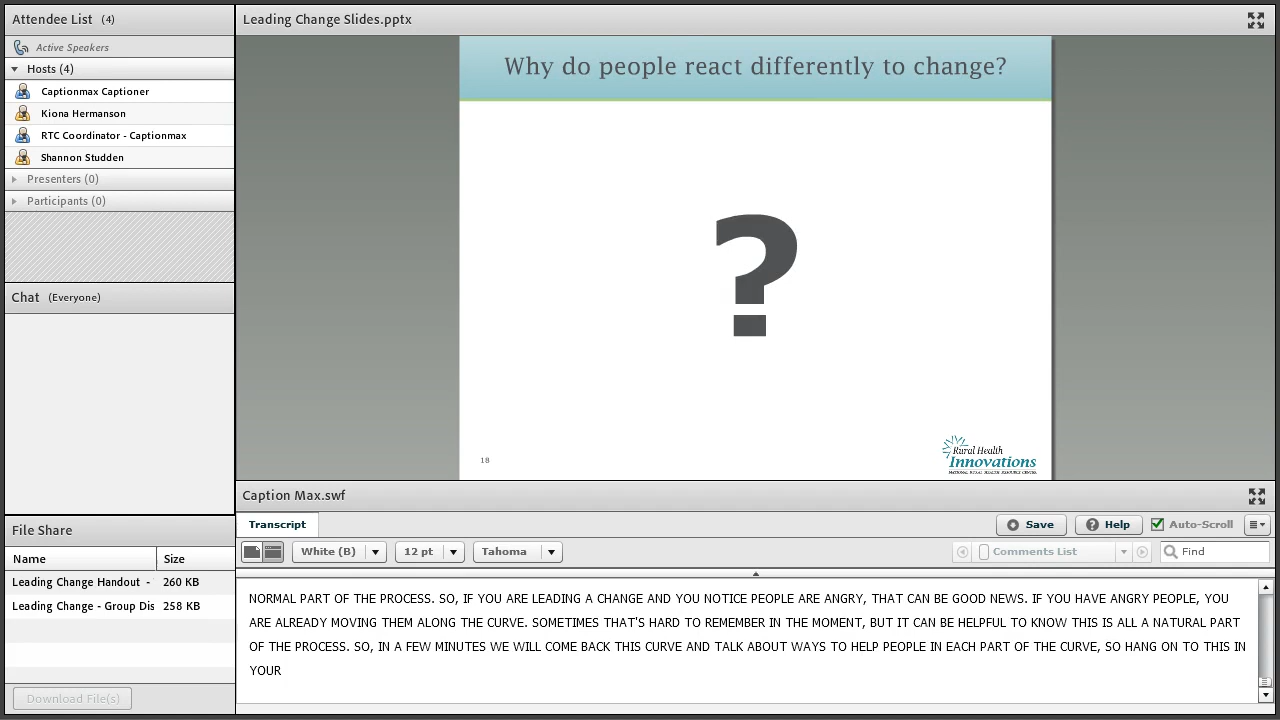 Attendee List (4)
Active Speakers
Hosts (4)
Captionmax Captioner
Kiona Hermanson
RTC Coordinator - Captionmax
Shannon Studden
Presenters (0)
Participants (0)
Chat (Everyone)
File Share
Name Size
Leading Change Handout - 260 KB
Leading Change - Group Dis 258 KB
Download File(s)
Leading Change Slides.pptx
Why do people react differently to change?
?
18
Rural Health
Innovations
NATIONAL RURAL HEALTH RESOURCE CENTER
Caption Max.swf
Transcript
Save
? Help
Auto-Scroll
White (B)
12 pt
Tahoma
Comments List
Find
NORMAL PART OF THE PROCESS. SO, IF YOU ARE LEADING A CHANGE AND YOU NOTICE PEOPLE ARE ANGRY, THAT CAN BE GOOD NEWS. IF YOU HAVE ANGRY PEOPLE, YOU
ARE ALREADY MOVING THEM ALONG THE CURVE. SOMETIMES THAT'S HARD TO REMEMBER IN THE MOMENT, BUT IT CAN BE HELPFUL TO KNOW THIS IS ALL A NATURAL PART
OF THE PROCESS. SO, IN A FEW MINUTES WE WILL COME BACK THIS CURVE AND TALK ABOUT WAYS TO HELP PEOPLE IN EACH PART OF THE CURVE, SO HANG ON TO THIS IN
YOUR